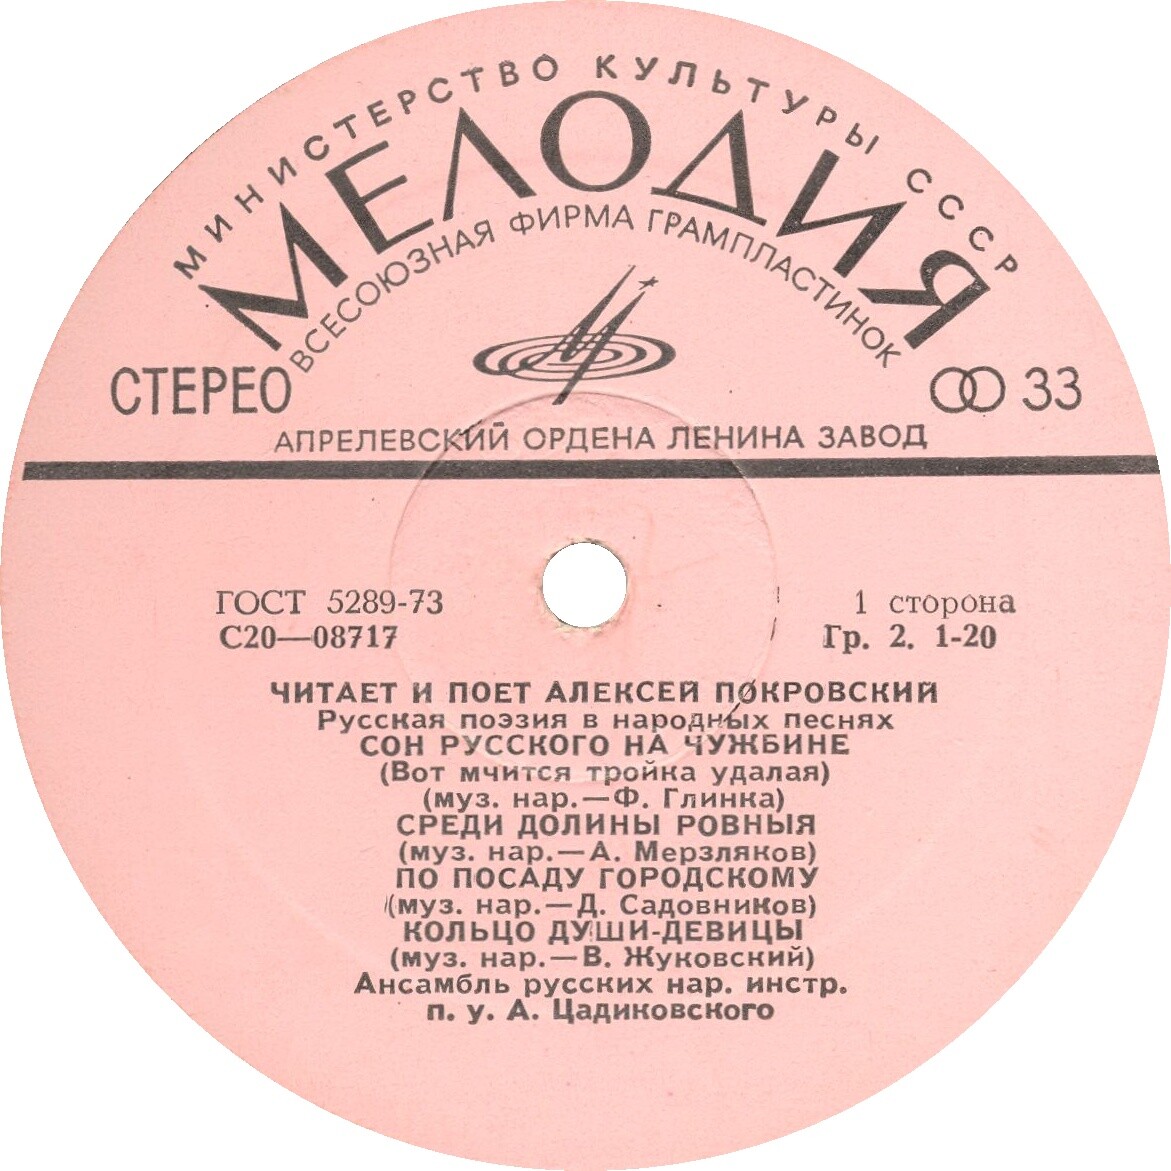 МИНИСТЕРСТВО КУЛЬТУРЫ СССР
МЕЛОДИЯ
ВСЕСОЮЗНАЯ ФИРМА ГРАМПЛАСТИНОК
СТЕРЕО
33
АПРЕЛЕВСКИЙ ОРДЕНА ЛЕНИНА ЗАВОД
ГОСТ 5289-73
1 сторона
С20—08717
Гр. 2. 1-20
ЧИТАЕТ И ПОЕТ АЛЕКСЕЙ ПОКРОВСКИЙ
Русская поэзия в народных песнях
СОН РУССКОГО НА ЧУЖБИНЕ
(Вот мчится тройка удалая)
(муз. нар.—Ф. Глинка)
СРЕДИ ДОЛИНЫ РОВНЫЯ
(муз. нар.—А. Мерзляков)
ПО ПОСАДУ ГОРОДСКОМУ
(муз. нар.—Д. Садовников)
КОЛЬЦО ДУШИ-ДЕВИЦЫ
(муз. нар.—В. Жуковский)
Ансамбль русских нар. инстр.
п. у. А. Цадиковского